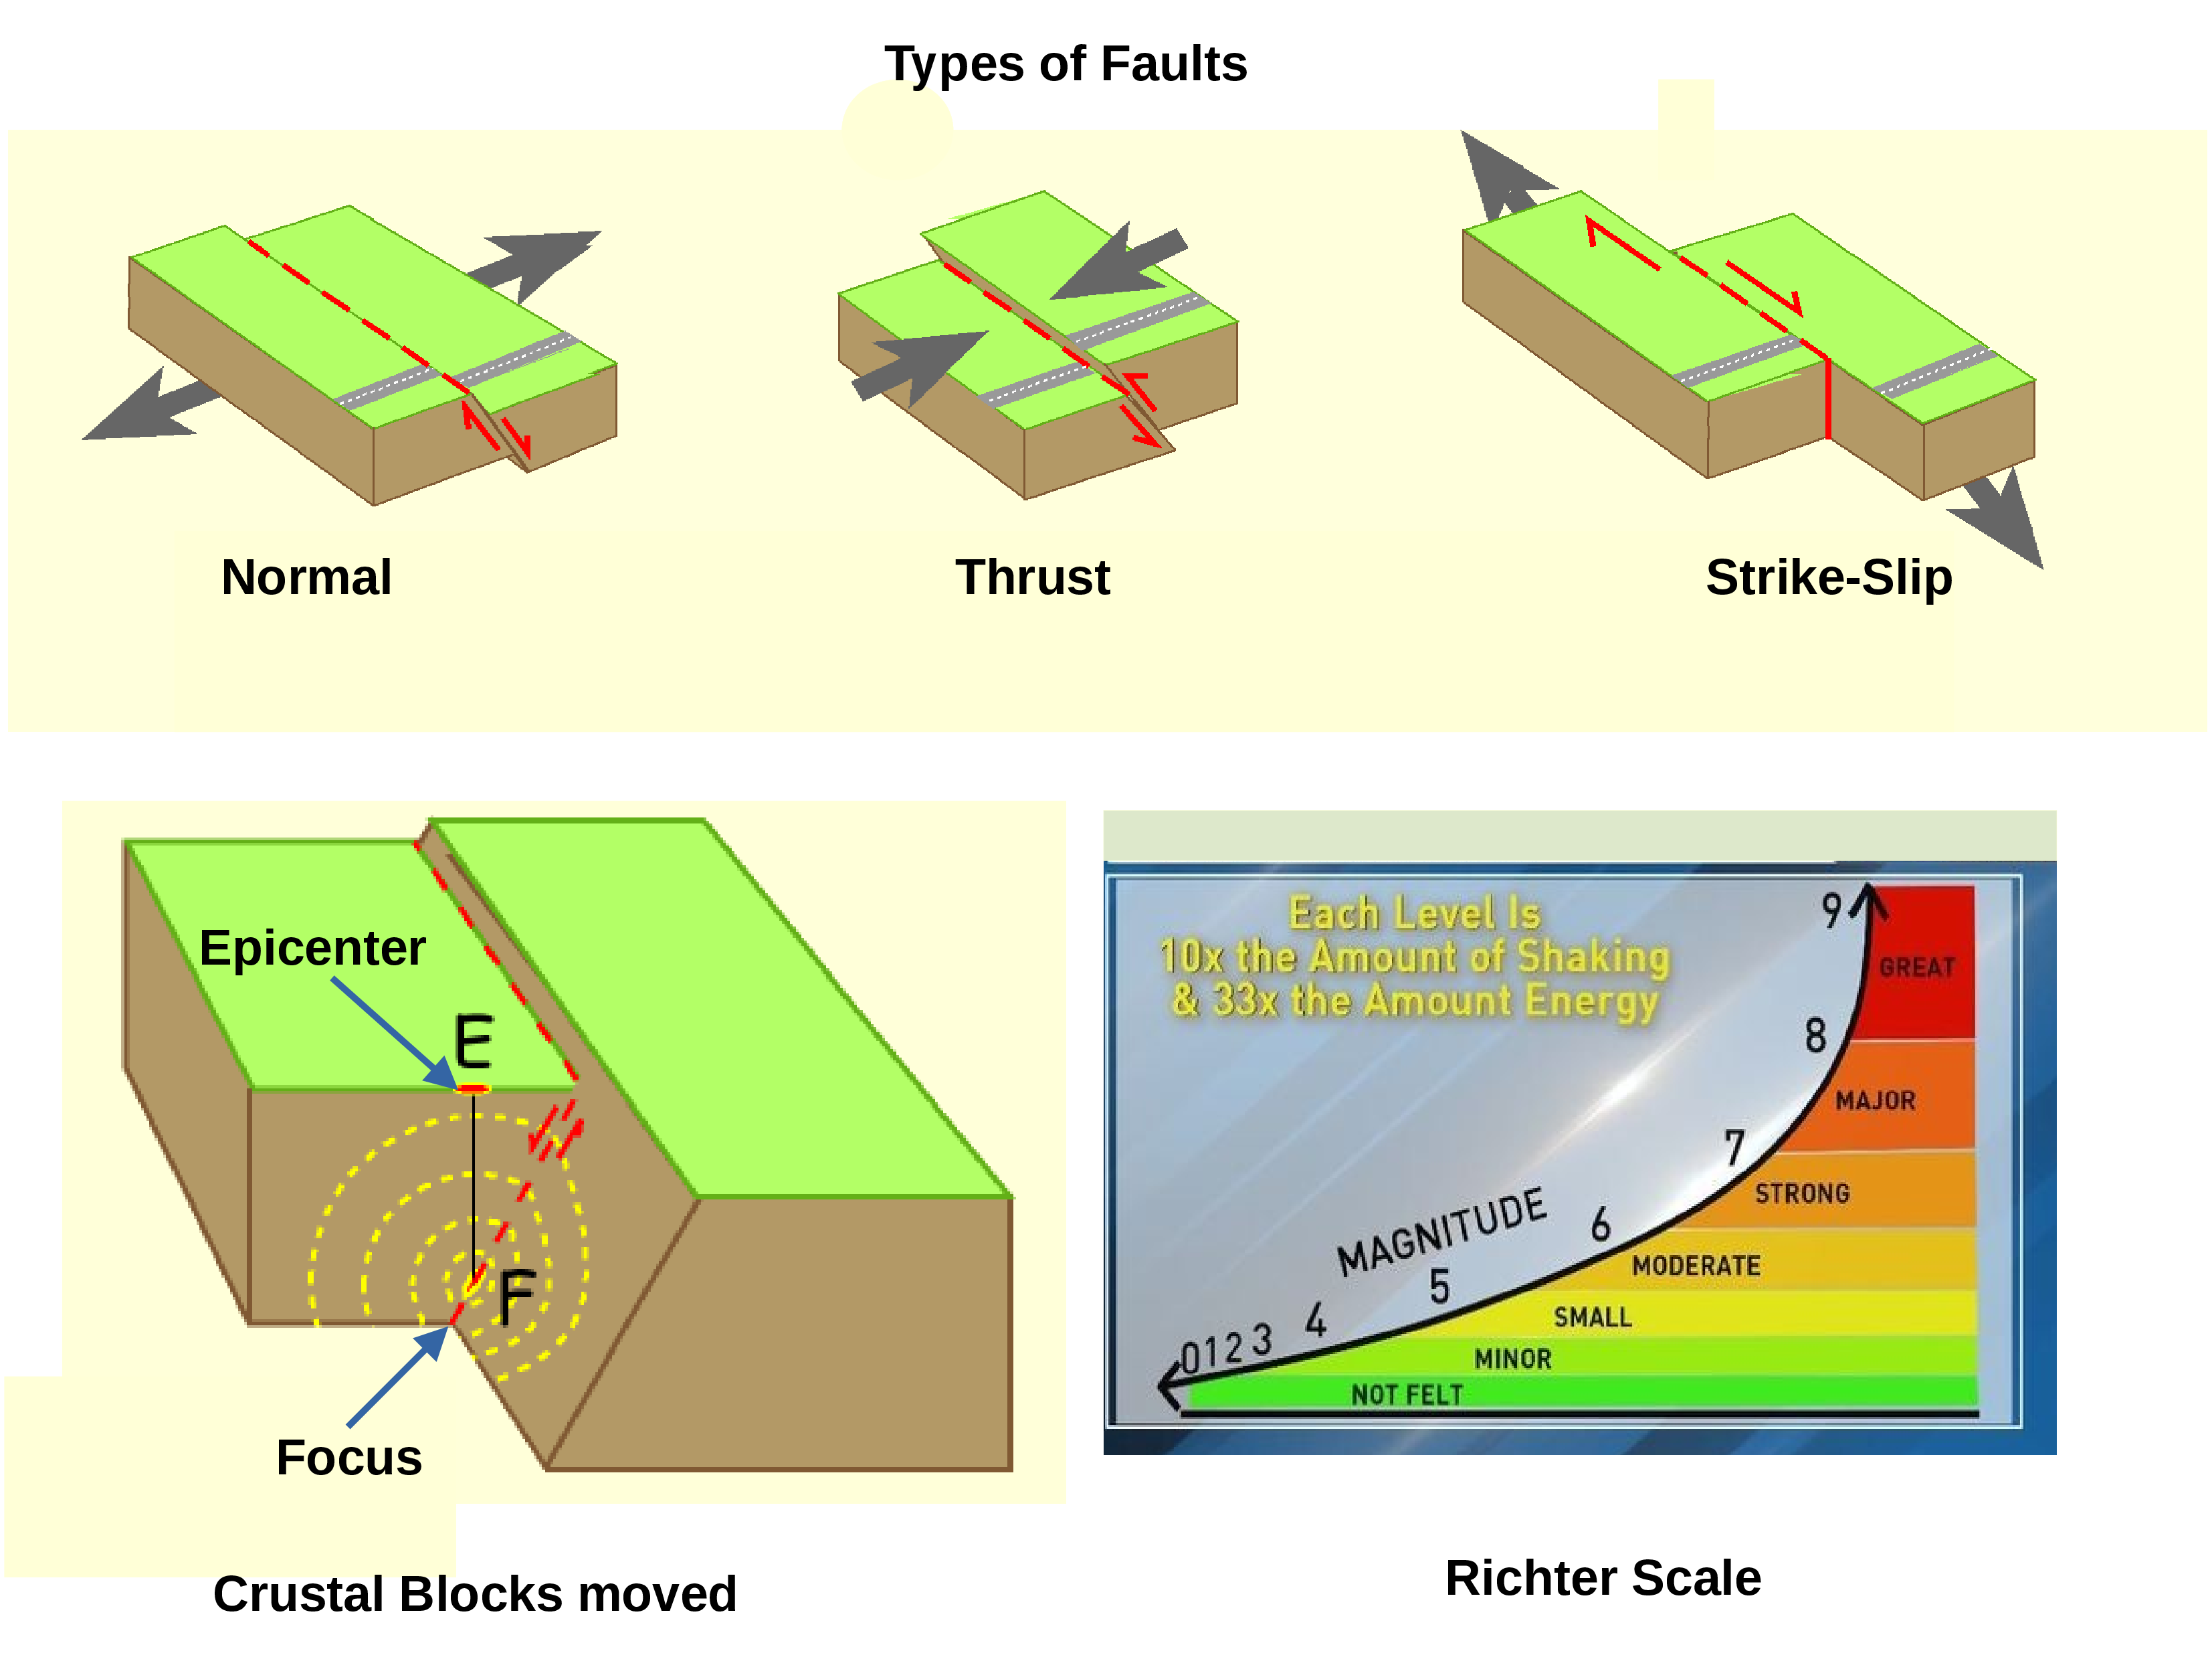 Types of Faults
Normal
Thrust
Strike-Slip
Epicenter
E
F
Focus
Crustal Blocks moved
Each Level Is
10x the Amount of Shaking
& 33x the Amount Energy
MAGNITUDE
0 1 2 3 4 5 6 7 8 9
GREAT
MAJOR
STRONG
MODERATE
SMALL
MINOR
NOT FELT
Richter Scale